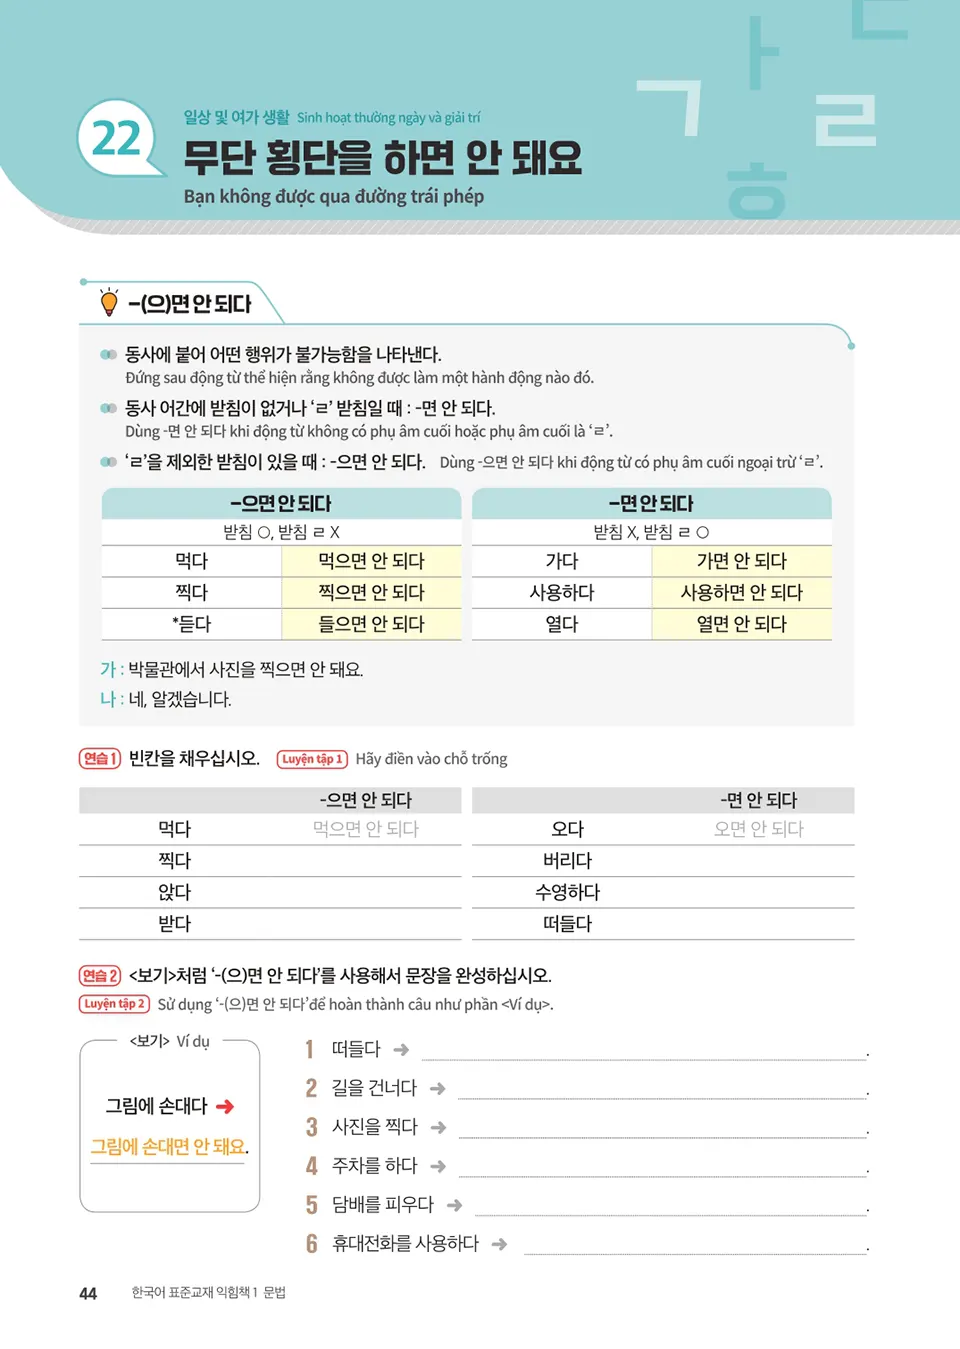 22
일상 및 여가 생활 Sinh hoạt thường ngày và giải trí
무단 횡단을 하면 안 돼요
Bạn không được qua đường trái phép
ㅏ ㄴ ㄱ ㄹ ㅎ
-(으)면 안 되다
동사에 붙어 어떤 행위가 불가능함을 나타낸다.
Đứng sau động từ thể hiện rằng không được làm một hành động nào đó.
동사 어간에 받침이 없거나 ‘ㄹ’ 받침일 때 : -면 안 되다.
Dùng -면 안 되다 khi động từ không có phụ âm cuối hoặc phụ âm cuối là ‘ㄹ’.
‘ㄹ’을 제외한 받침이 있을 때 : -으면 안 되다. Dùng -으면 안 되다 khi động từ có phụ âm cuối ngoại trừ ‘ㄹ’.
-으면 안 되다 -면 안 되다
받침 O, 받침 ㄹ X 받침 X, 받침 ㄹ O
먹다 먹으면 안 되다 가다 가면 안 되다
찍다 찍으면 안 되다 사용하다 사용하면 안 되다
*듣다 들으면 안 되다 열다 열면 안 되다
가 : 박물관에서 사진을 찍으면 안 돼요.
나 : 네, 알겠습니다.
연습 1 빈칸을 채우십시오. Luyện tập 1 Hãy điền vào chỗ trống
-으면 안 되다 -면 안 되다
먹다 먹으면 안 되다 오다 오면 안 되다
찍다 버리다
앉다 수영하다
받다 떠들다
연습 2 <보기>처럼 ‘-(으)면 안 되다’를 사용해서 문장을 완성하십시오.
Luyện tập 2 Sử dụng ‘-(으)면 안 되다’để hoàn thành câu như phần <Ví dụ>.
<보기> Ví dụ
그림에 손대다 ➜
그림에 손대면 안 돼요.
1 떠들다 ➜ .
2 길을 건너다 ➜ .
3 사진을 찍다 ➜ .
4 주차를 하다 ➜ .
5 담배를 피우다 ➜ .
6 휴대전화를 사용하다 ➜ .
44 한국어 표준교재 익힘책 1 문법